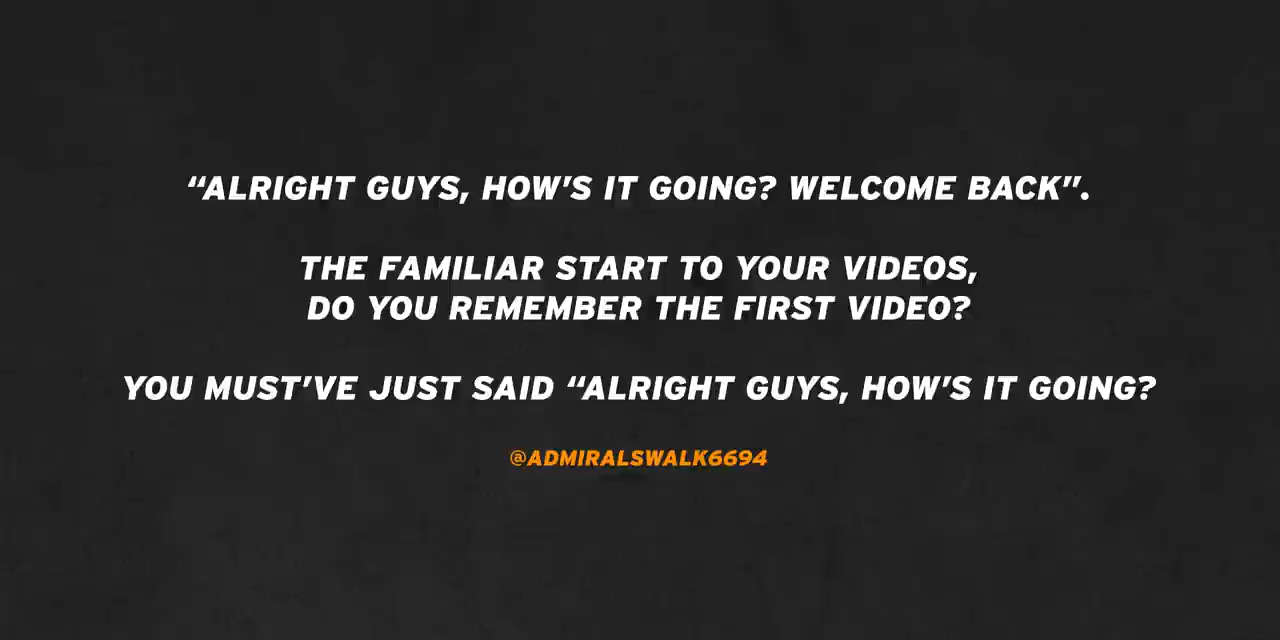 “ALRIGHT GUYS, HOW’S IT GOING? WELCOME BACK”.
THE FAMILIAR START TO YOUR VIDEOS,
DO YOU REMEMBER THE FIRST VIDEO?
YOU MUST’VE JUST SAID “ALRIGHT GUYS, HOW’S IT GOING?
@ADMIRALSWALK6694